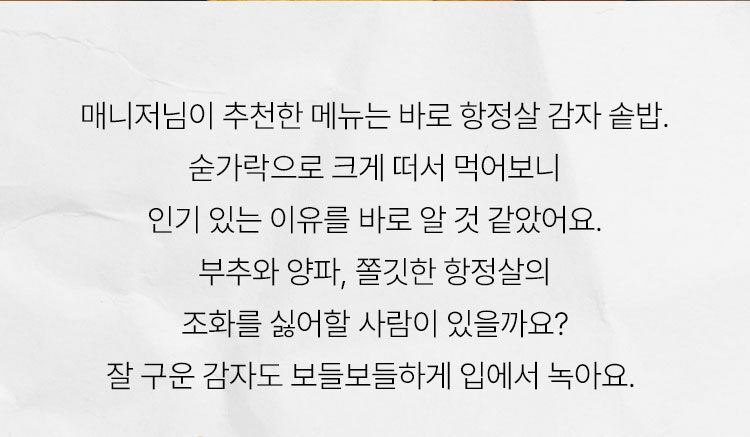 매니저님이 추천한 메뉴는 바로 항정살 감자 솥밥.
숟가락으로 크게 떠서 먹어보니
인기 있는 이유를 바로 알 것 같았어요.
부추와 양파, 쫄깃한 항정살의
조화를 싫어할 사람이 있을까요?
잘 구운 감자도 보들보들하게 입에서 녹아요.